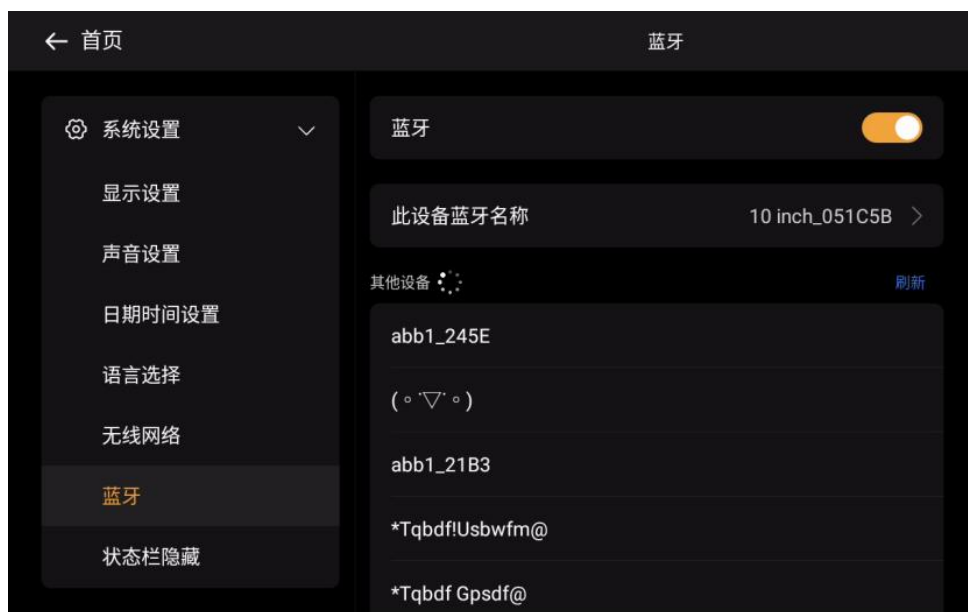 首页
蓝牙
系统设置
显示设置
声音设置
日期时间设置
语言选择
无线网络
蓝牙
状态栏隐藏
蓝牙
此设备蓝牙名称 10 inch_051C5B
其他设备 刷新
abb1_245E
(∘˙▽˙∘)
abb1_21B3
*Tqbdf!Usbwfm@
*Tqbdf Gpsdf@